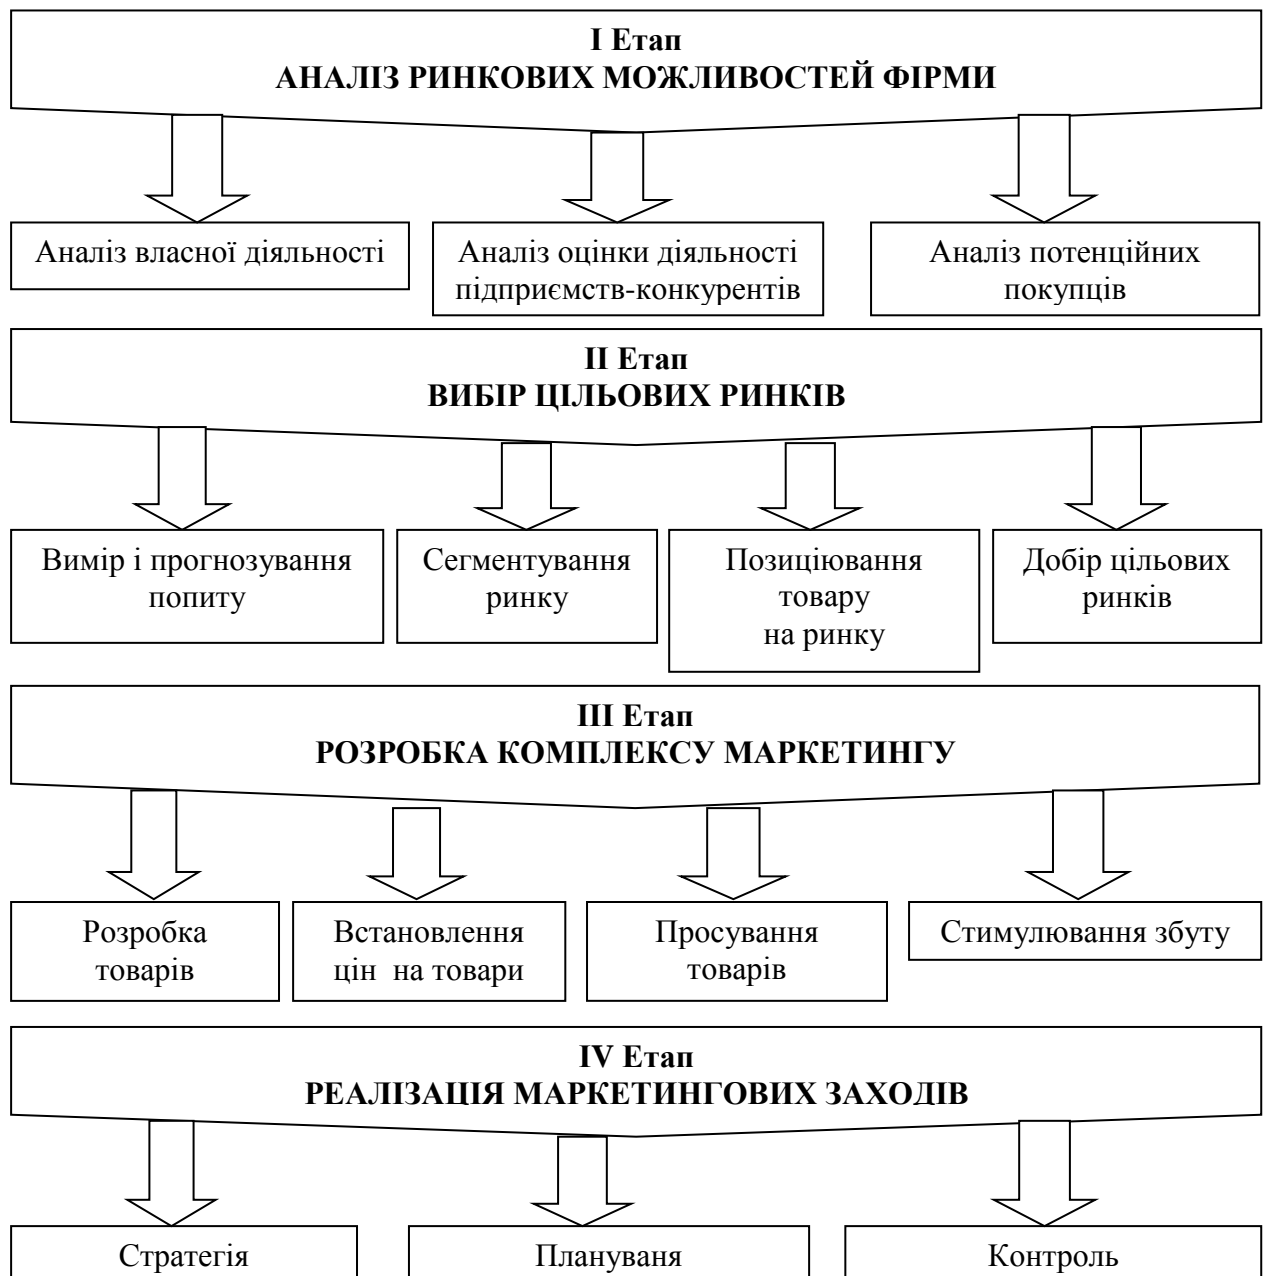 І Етап
АНАЛІЗ РИНКОВИХ МОЖЛИВОСТЕЙ ФІРМИ
Аналіз власної діяльності
Аналіз оцінки діяльності
підприємств-конкурентів
Аналіз потенційних
покупців
ІІ Етап
ВИБІР ЦІЛЬОВИХ РИНКІВ
Вимір і прогнозування
попиту
Сегментування
ринку
Позиціювання
товару
на ринку
Добір цільових
ринків
ІІІ Етап
РОЗРОБКА КОМПЛЕКСУ МАРКЕТИНГУ
Розробка
товарів
Встановлення
цін на товари
Просування
товарів
Стимулювання збуту
IV Етап
РЕАЛІЗАЦІЯ МАРКЕТИНГОВИХ ЗАХОДІВ
Стратегія
Плануваня
Контроль